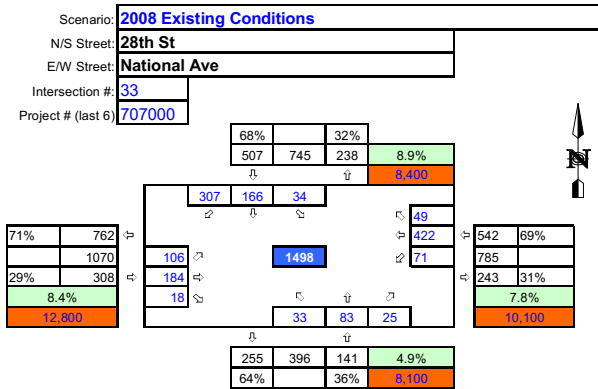 Scenario: 2008 Existing Conditions
N/S Street: 28th St
E/W Street: National Ave
Intersection #: 33
Project # (last 6) 707000
N
68% 32%
507 745 238 8.9%
⇩ ⇧ 8,400
307 166 34
⬃ ⇩ ⬂
⬁ 49
71% 762 ⇦ ⇦ 422 ⇦ 542 69%
1070 106 ⬀ 1498 ⬃ 71 785
29% 308 ⇨ 184 ⇨ ⇨ 243 31%
8.4% 18 ⬂ ⬁ ⇧ ⬀ 7.8%
12,800 33 83 25 10,100
⇩ ⇧
255 396 141 4.9%
64% 36% 8,100